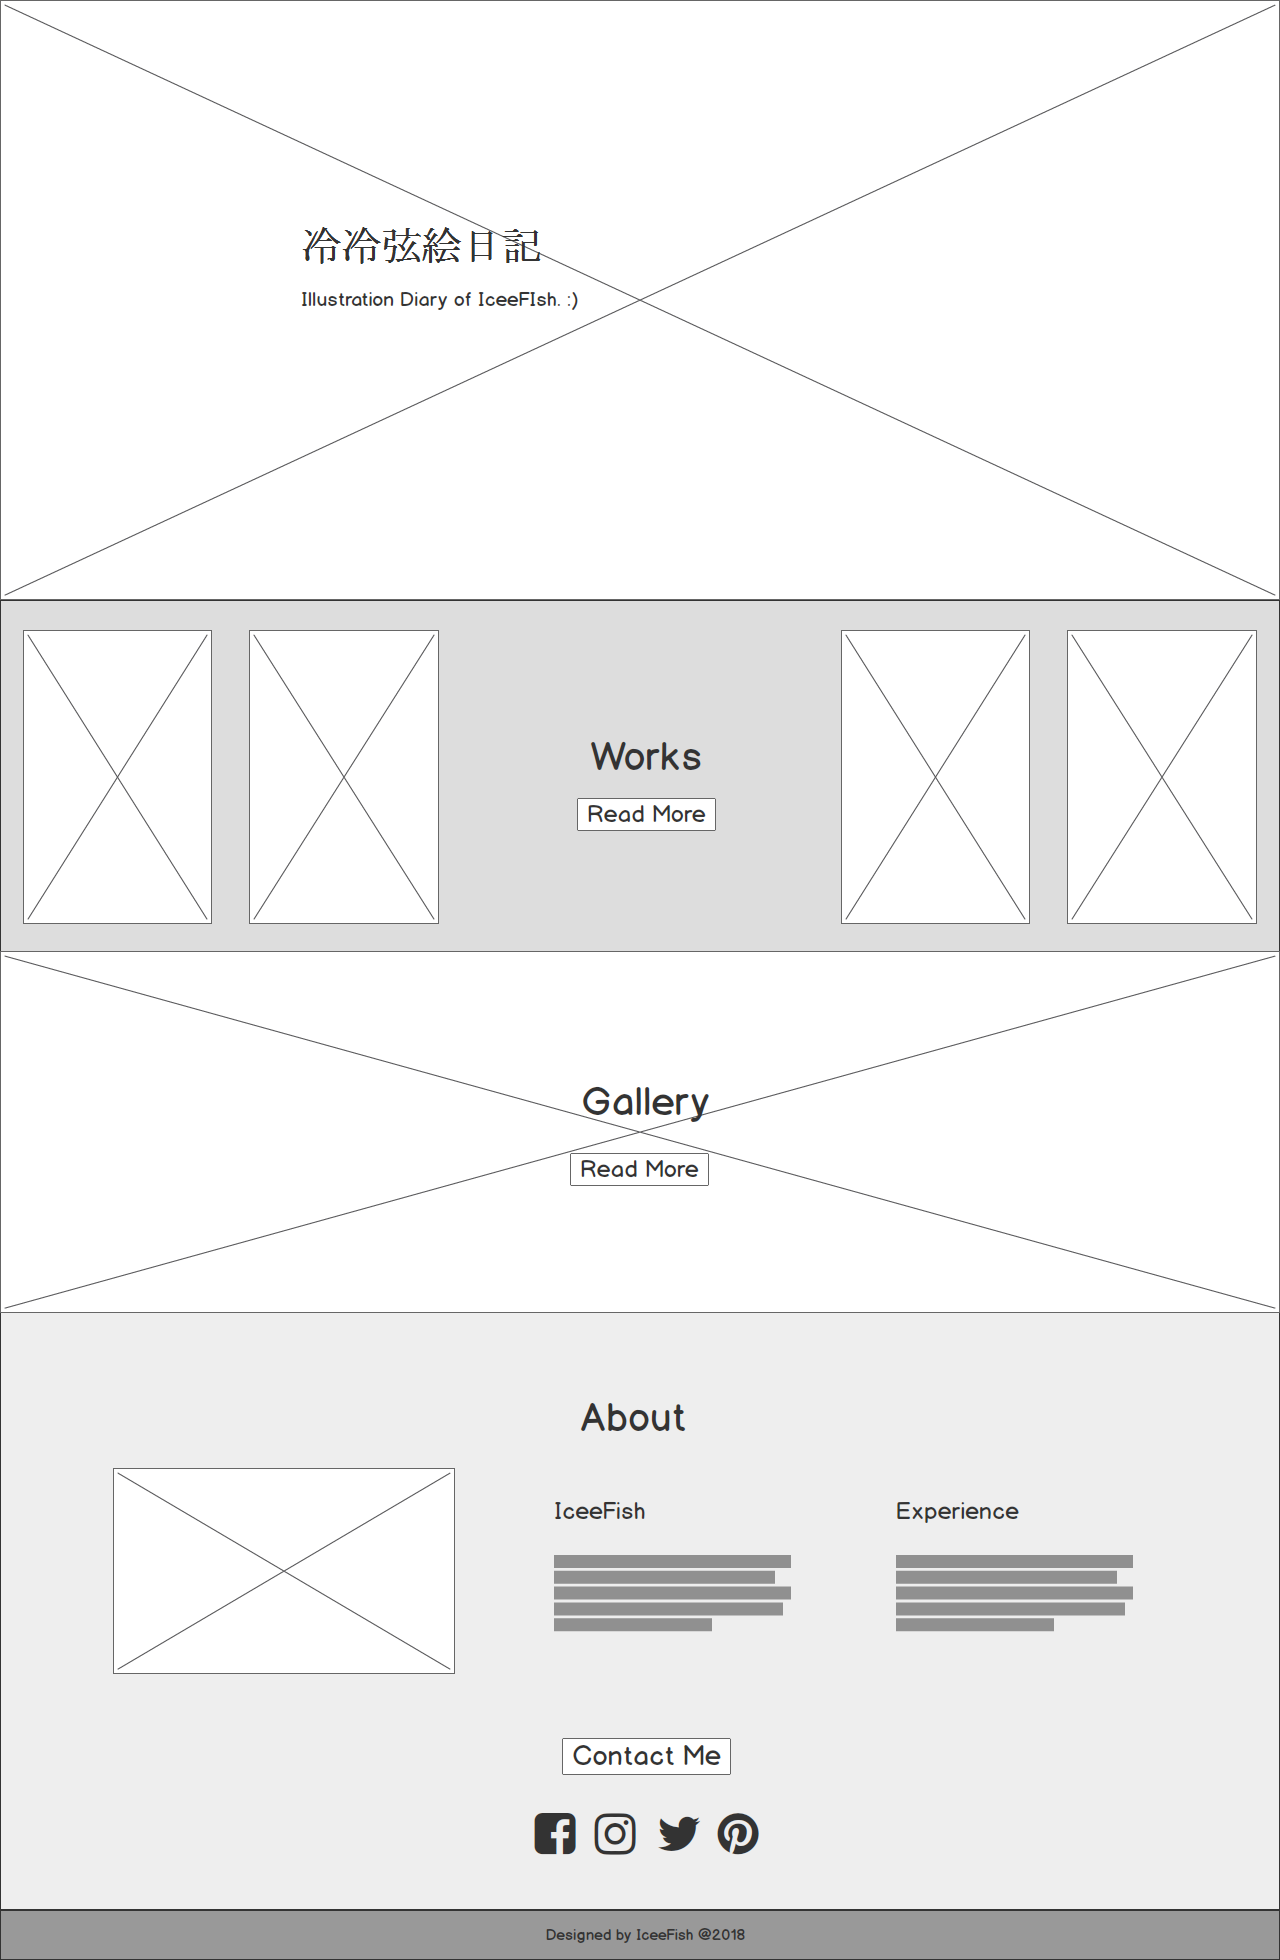 冷冷弦絵日記
Illustration Diary of IceeFIsh. :)
Works
Read More
Gallery
Read More
About
IceeFish
Experience
Contact Me
Designed by IceeFish @2018